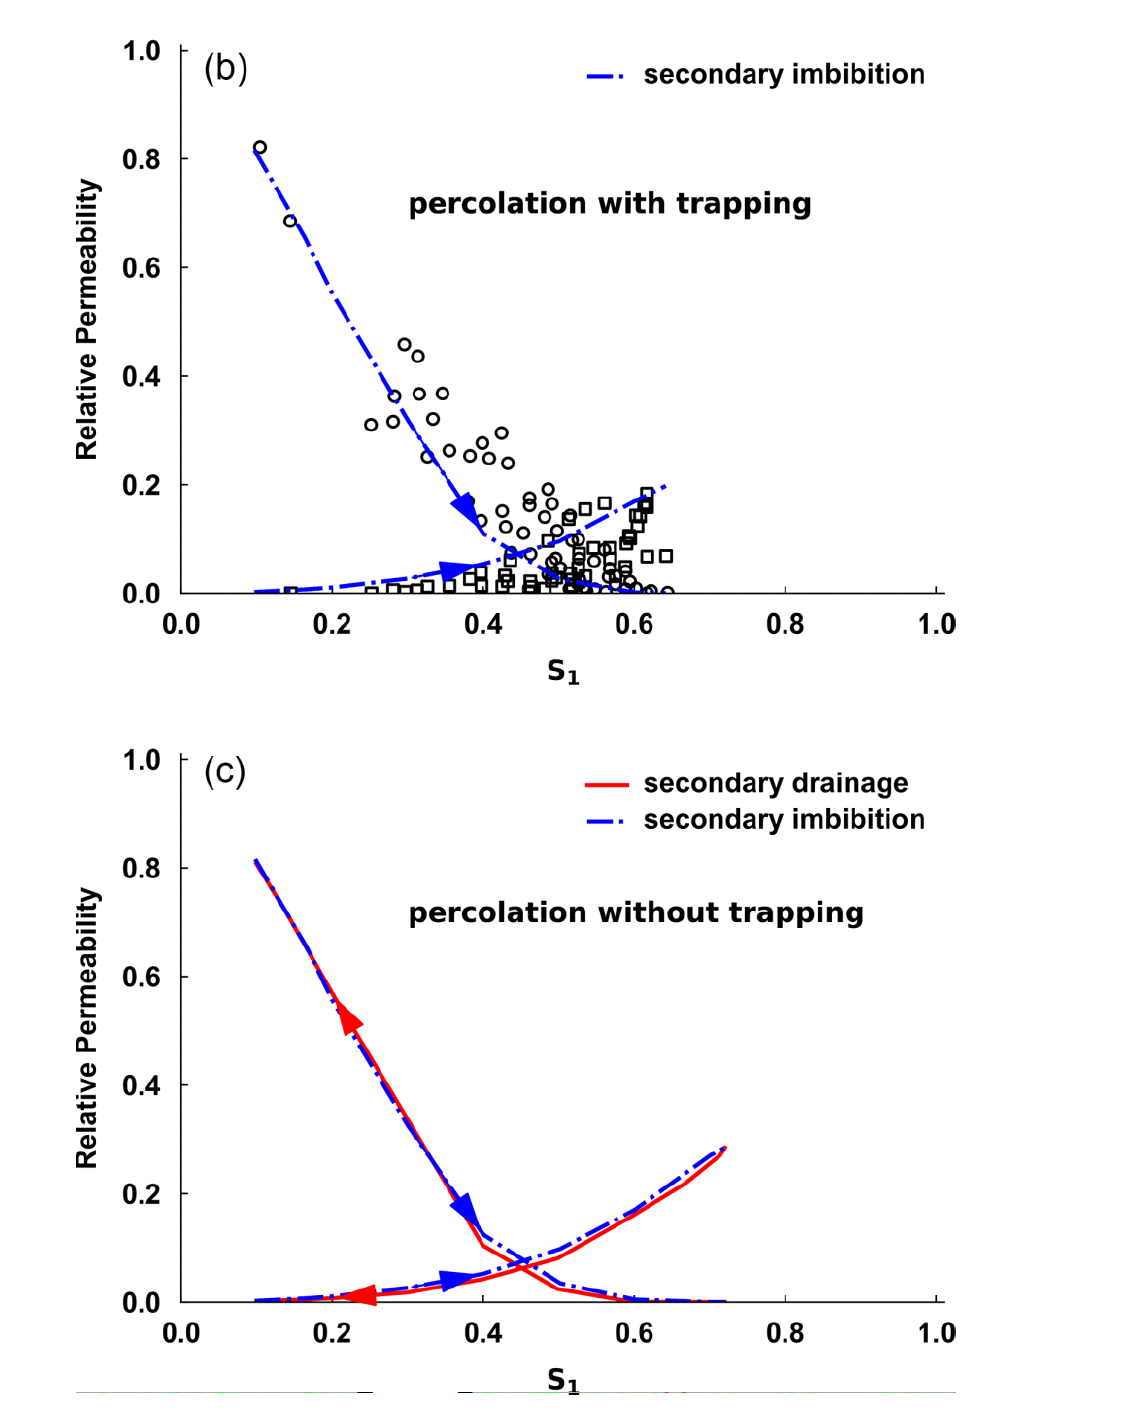 1.0
(b)
secondary imbibition
0.8
percolation with trapping
0.6
Relative Permeability
0.4
0.2
0.0
0.0 0.2 0.4 0.6 0.8 1.0
S₁
1.0
(c)
secondary drainage
secondary imbibition
0.8
percolation without trapping
0.6
Relative Permeability
0.4
0.2
0.0
0.0 0.2 0.4 0.6 0.8 1.0
S₁